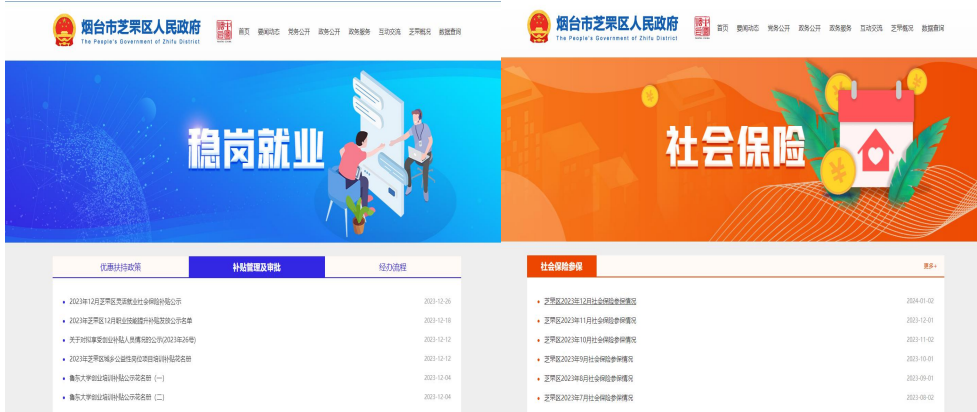 烟台市芝罘区人民政府
The People's Government of Zhifu District
首页 要闻动态 党务公开 政务公开 政务服务 互动交流 芝罘概况 数据查询
稳岗就业
优惠扶持政策 补贴管理及审批 经办流程
2023年12月芝罘区灵活就业社会保险补贴公示 2023-12-26
2023年芝罘区12月职业技能提升补贴发放公示名单 2023-12-18
关于对拟享受创业补贴人员情况的公示(2023年26号) 2023-12-12
2023年芝罘区城乡公益性岗位项目培训补贴花名册 2023-12-12
鲁东大学创业培训补贴公示花名册（一） 2023-12-04
鲁东大学创业培训补贴公示花名册（二） 2023-12-04
烟台市芝罘区人民政府
The People's Government of Zhifu District
首页 要闻动态 党务公开 政务公开 政务服务 互动交流 芝罘概况 数据查询
社会保险
社会保险参保 更多+
芝罘区2023年12月社会保险参保情况 2024-01-02
芝罘区2023年11月社会保险参保情况 2023-12-01
芝罘区2023年10月社会保险参保情况 2023-11-02
芝罘区2023年9月社会保险参保情况 2023-10-01
芝罘区2023年8月社会保险参保情况 2023-09-01
芝罘区2023年7月社会保险参保情况 2023-08-02